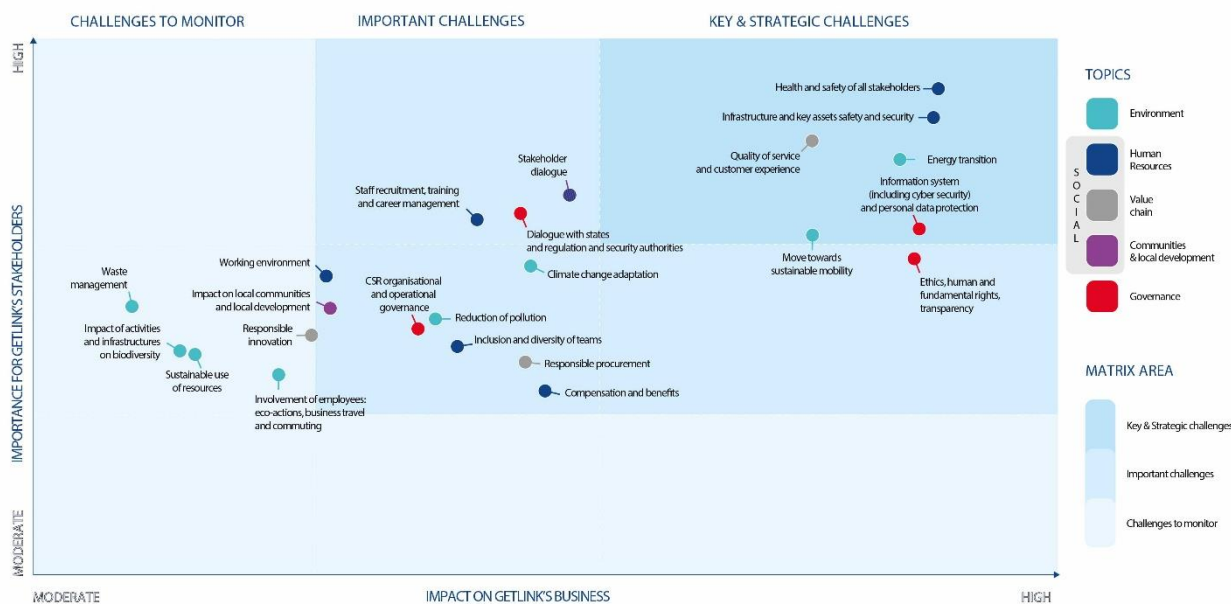 CHALLENGES TO MONITOR
IMPORTANT CHALLENGES
KEY & STRATEGIC CHALLENGES
HIGH
IMPORTANCE FOR GETLINK'S STAKEHOLDERS
MODERATE
Health and safety of all stakeholders
Infrastructure and key assets safety and security
Quality of service
and customer experience
Energy transition
Stakeholder
dialogue
Staff recruitment, training
and career management
Information system
(including cyber security)
and personal data protection
Dialogue with states
and regulation and security authorities
Move towards
sustainable mobility
Working environment
Climate change adaptation
Waste
management
CSR organisational
and operational
governance
Ethics, human and
fundamental rights,
transparency
Impact on local communities
and local development
Reduction of pollution
Impact of activities
and infrastructures
on biodiversity
Responsible
innovation
Inclusion and diversity of teams
Responsible procurement
Sustainable use
of resources
Involvement of employees:
eco-actions, business travel
and commuting
Compensation and benefits
MODERATE
IMPACT ON GETLINK'S BUSINESS
HIGH
TOPICS
Environment
SOCIAL
Human
Resources
Value
chain
Communities
& local development
Governance
MATRIX AREA
Key & Strategic challenges
Important challenges
Challenges to monitor